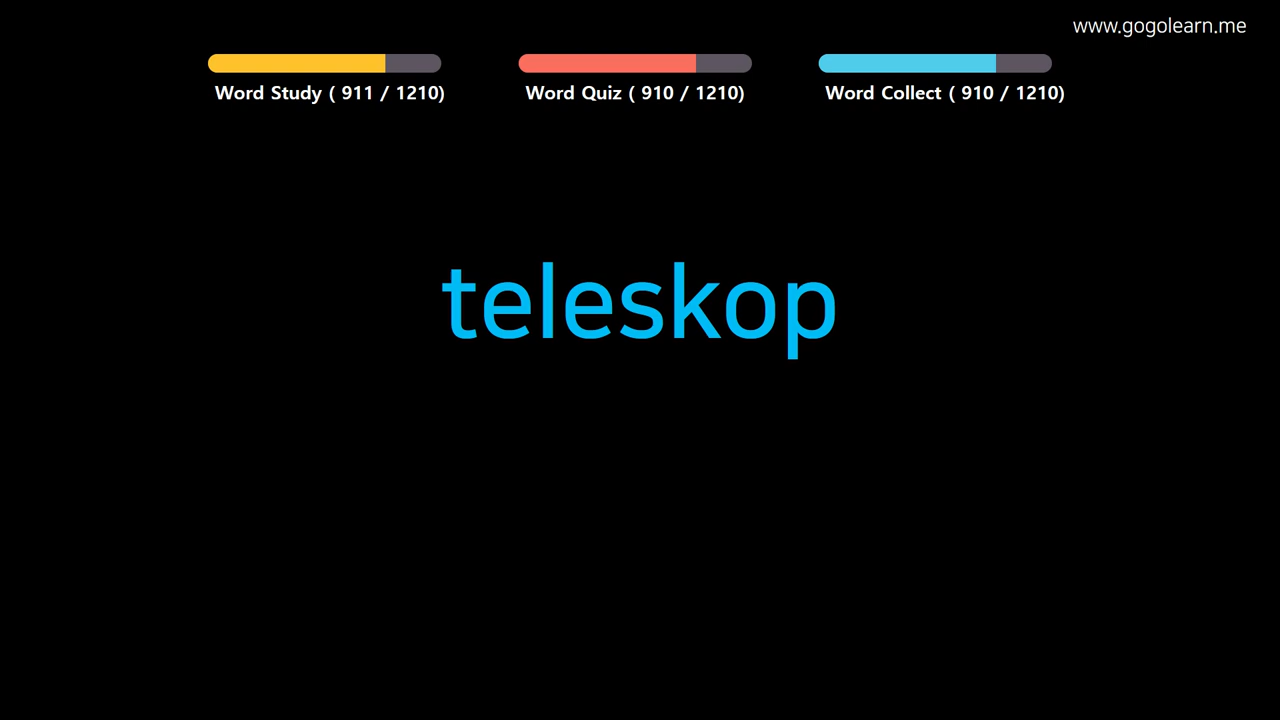 www.gogolearn.me
Word Study ( 911 / 1210)
Word Quiz ( 910 / 1210)
Word Collect ( 910 / 1210)
teleskop